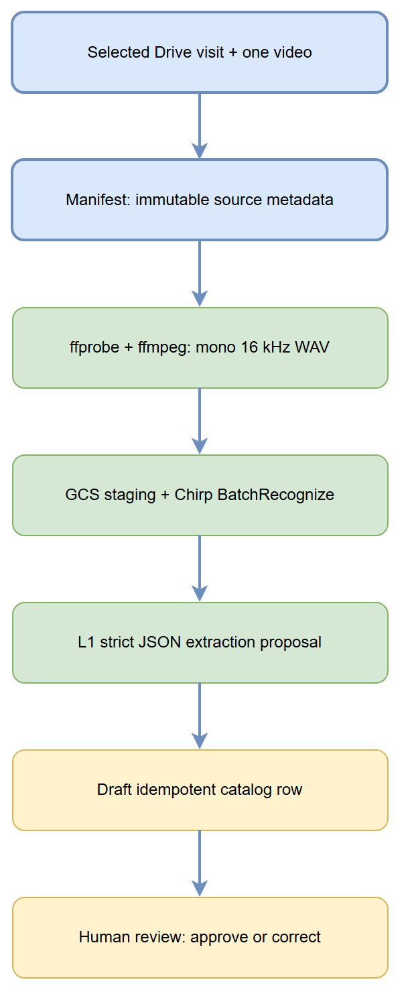 Selected Drive visit + one video
Manifest: immutable source metadata
ffprobe + ffmpeg: mono 16 kHz WAV
GCS staging + Chirp BatchRecognize
L1 strict JSON extraction proposal
Draft idempotent catalog row
Human review: approve or correct